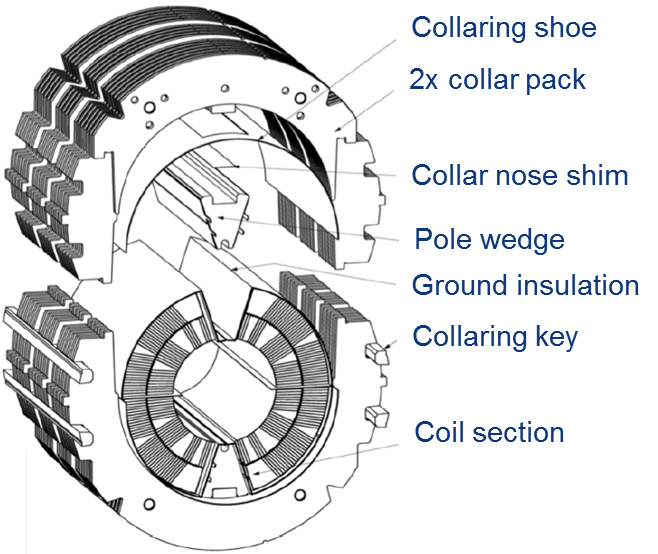 Collaring shoe
2x collar pack
Collar nose shim
Pole wedge
Ground insulation
Collaring key
Coil section